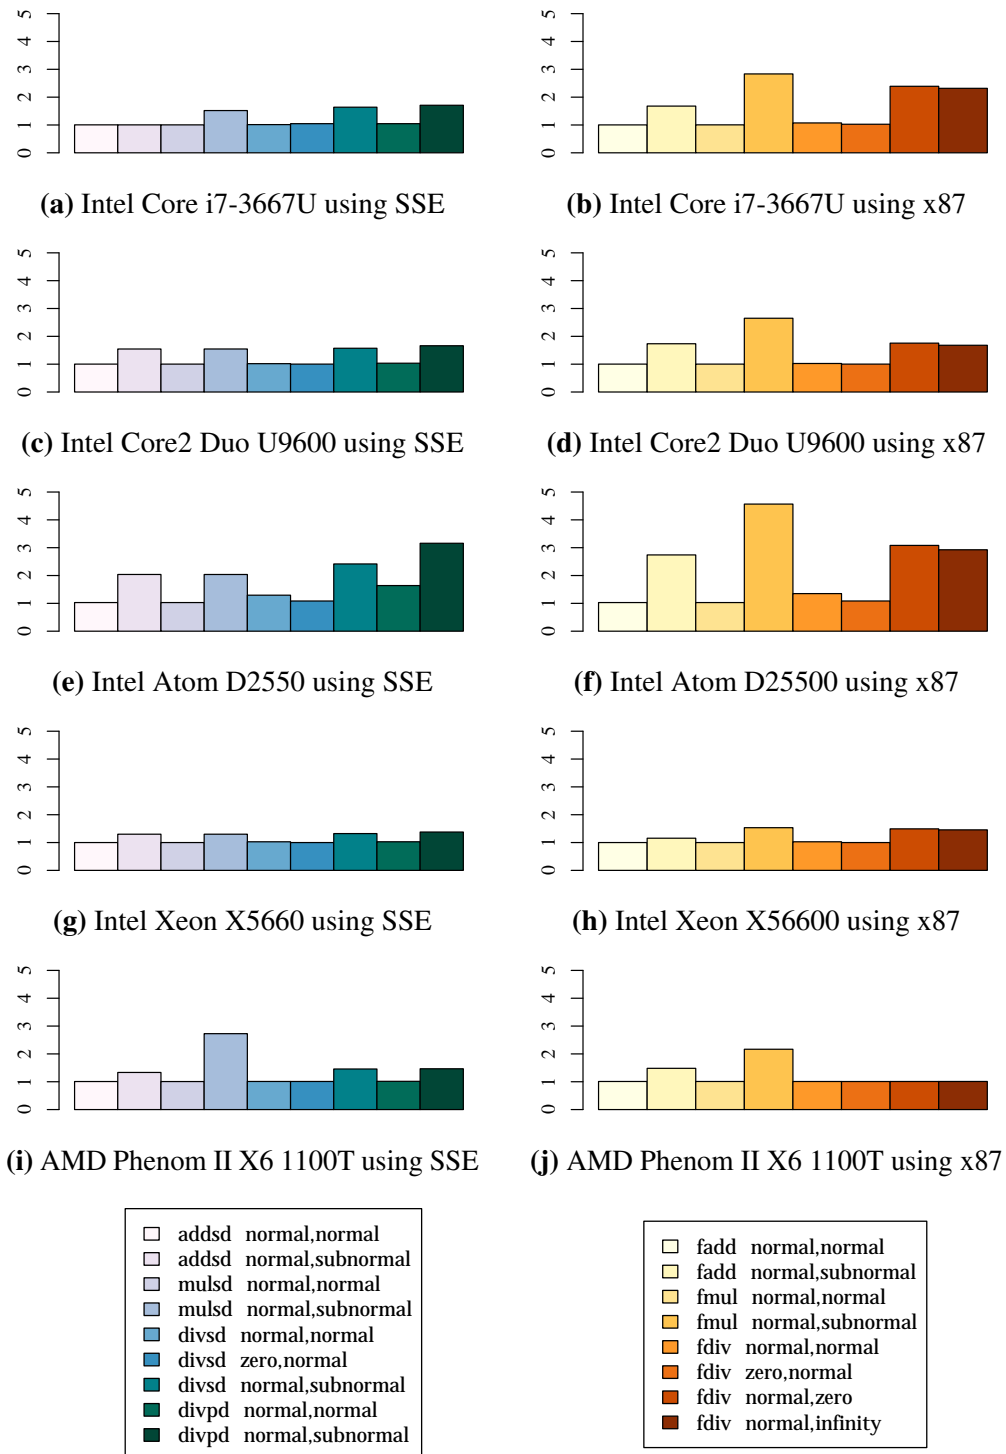 0 1 2 3 4 5
0 1 2 3 4 5
(a) Intel Core i7-3667U using SSE
(b) Intel Core i7-3667U using x87
0 1 2 3 4 5
0 1 2 3 4 5
(c) Intel Core2 Duo U9600 using SSE
(d) Intel Core2 Duo U9600 using x87
0 1 2 3 4 5
0 1 2 3 4 5
(e) Intel Atom D2550 using SSE
(f) Intel Atom D25500 using x87
0 1 2 3 4 5
0 1 2 3 4 5
(g) Intel Xeon X5660 using SSE
(h) Intel Xeon X56600 using x87
0 1 2 3 4 5
0 1 2 3 4 5
(i) AMD Phenom II X6 1100T using SSE
(j) AMD Phenom II X6 1100T using x87
addsd normal,normal
addsd normal,subnormal
mulsd normal,normal
mulsd normal,subnormal
divsd normal,normal
divsd zero,normal
divsd normal,subnormal
divpd normal,normal
divpd normal,subnormal
fadd normal,normal
fadd normal,subnormal
fmul normal,normal
fmul normal,subnormal
fdiv normal,normal
fdiv zero,normal
fdiv normal,zero
fdiv normal,infinity